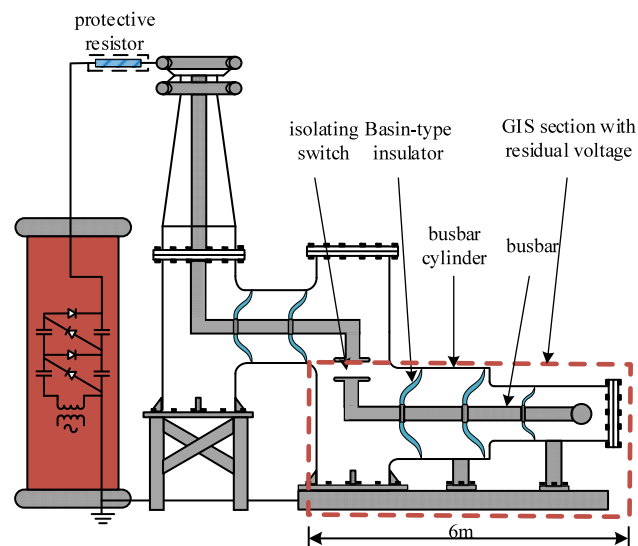 protective
resistor
isolating
switch
Basin-type
insulator
GIS section with
residual voltage
busbar
cylinder
busbar
6m